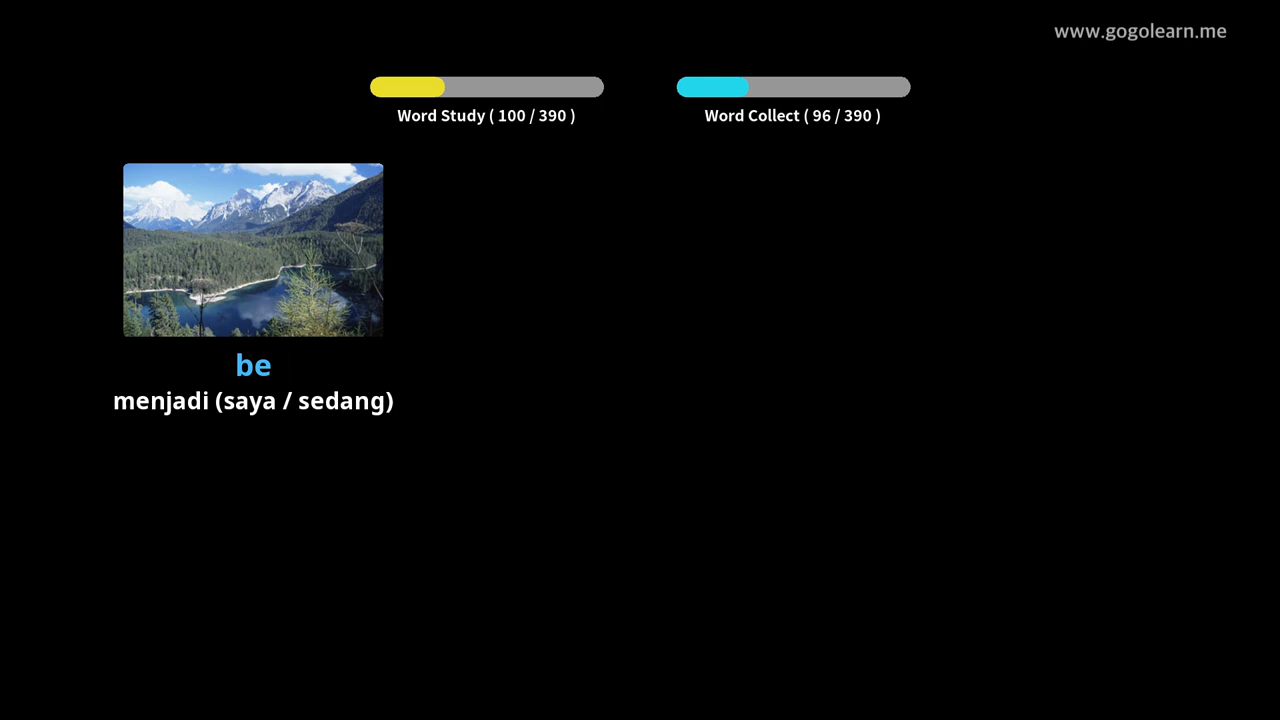 www.gogolearn.me
Word Study ( 100 / 390 )
Word Collect ( 96 / 390 )
be
menjadi (saya / sedang)